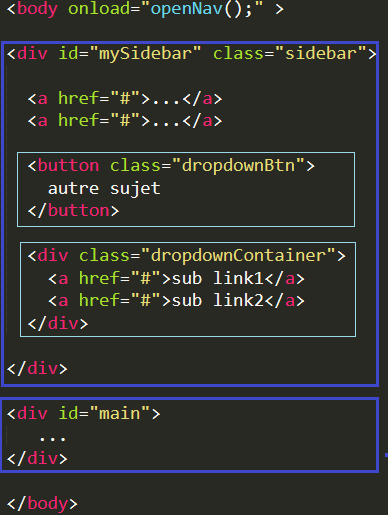 <body onload="openNav();" >
<div id="mySidebar" class="sidebar">
<a href="#">...</a>
<a href="#">...</a>
<button class="dropdownBtn">
autre sujet
</button>
<div class="dropdownContainer">
<a href="#">sub link1</a>
<a href="#">sub link2</a>
</div>
</div>
<div id="main">
...
</div>
</body>